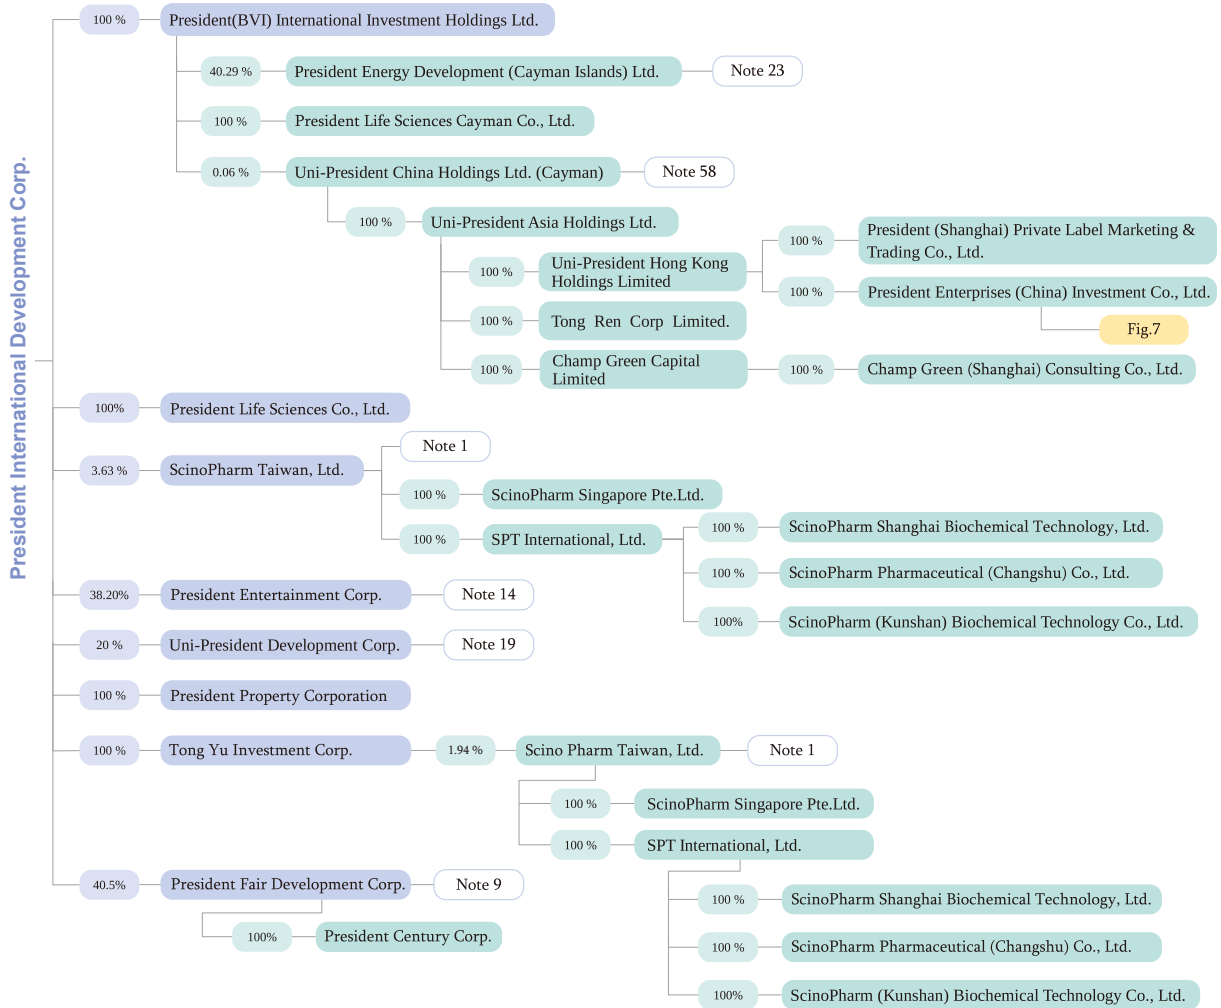 President International Development Corp.
100 %
President(BVI) International Investment Holdings Ltd.
40.29 %
President Energy Development (Cayman Islands) Ltd.
Note 23
100 %
President Life Sciences Cayman Co., Ltd.
0.06 %
Uni-President China Holdings Ltd. (Cayman)
Note 58
100 %
Uni-President Asia Holdings Ltd.
100 %
Uni-President Hong Kong
Holdings Limited
100 %
President (Shanghai) Private Label Marketing &
Trading Co., Ltd.
100 %
President Enterprises (China) Investment Co., Ltd.
Fig.7
100 %
Tong Ren Corp Limited.
100 %
Champ Green Capital
Limited
100 %
Champ Green (Shanghai) Consulting Co., Ltd.
100%
President Life Sciences Co., Ltd.
3.63 %
ScinoPharm Taiwan, Ltd.
Note 1
100 %
ScinoPharm Singapore Pte.Ltd.
100 %
SPT International, Ltd.
100 %
ScinoPharm Shanghai Biochemical Technology, Ltd.
100 %
ScinoPharm Pharmaceutical (Changshu) Co., Ltd.
100%
ScinoPharm (Kunshan) Biochemical Technology Co., Ltd.
38.20%
President Entertainment Corp.
Note 14
20 %
Uni-President Development Corp.
Note 19
100 %
President Property Corporation
100 %
Tong Yu Investment Corp.
1.94 %
Scino Pharm Taiwan, Ltd.
Note 1
100 %
ScinoPharm Singapore Pte.Ltd.
100 %
SPT International, Ltd.
100 %
ScinoPharm Shanghai Biochemical Technology, Ltd.
100 %
ScinoPharm Pharmaceutical (Changshu) Co., Ltd.
100%
ScinoPharm (Kunshan) Biochemical Technology Co., Ltd.
40.5%
President Fair Development Corp.
Note 9
100%
President Century Corp.